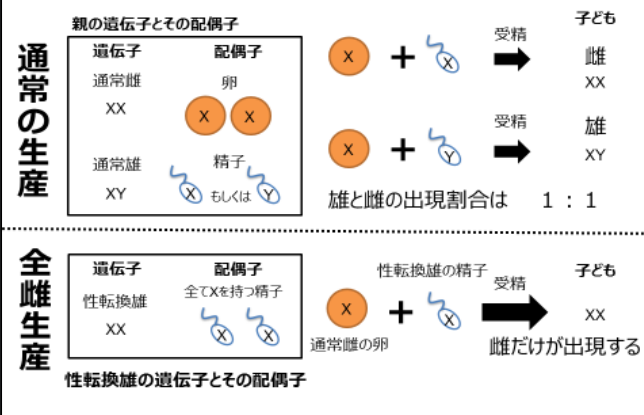 親の遺伝子とその配偶子
通常の生産
遺伝子 配偶子
通常雌 卵
XX X X
通常雄 精子
XY X もしくは Y
子ども
X + X 受精 雌
XX
X + Y 受精 雄
XY
雄と雌の出現割合は 1 : 1
全雌生産
遺伝子 配偶子
性転換雄 全てXを持つ精子
XX X X
性転換雄の遺伝子とその配偶子
性転換雄の精子 受精 子ども
X + X XX
通常雌の卵 雌だけが出現する